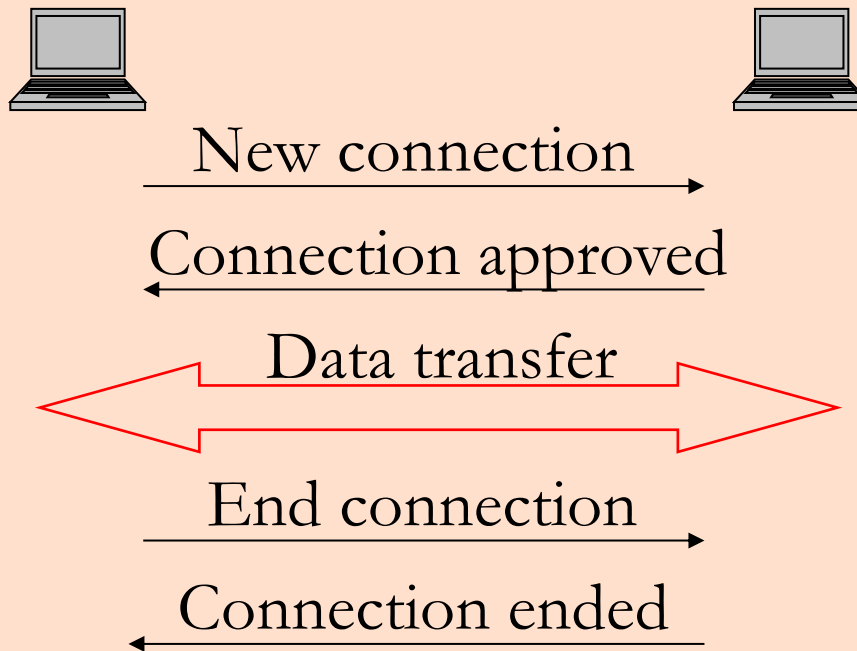 New connection
Connection approved
Data transfer
End connection
Connection ended